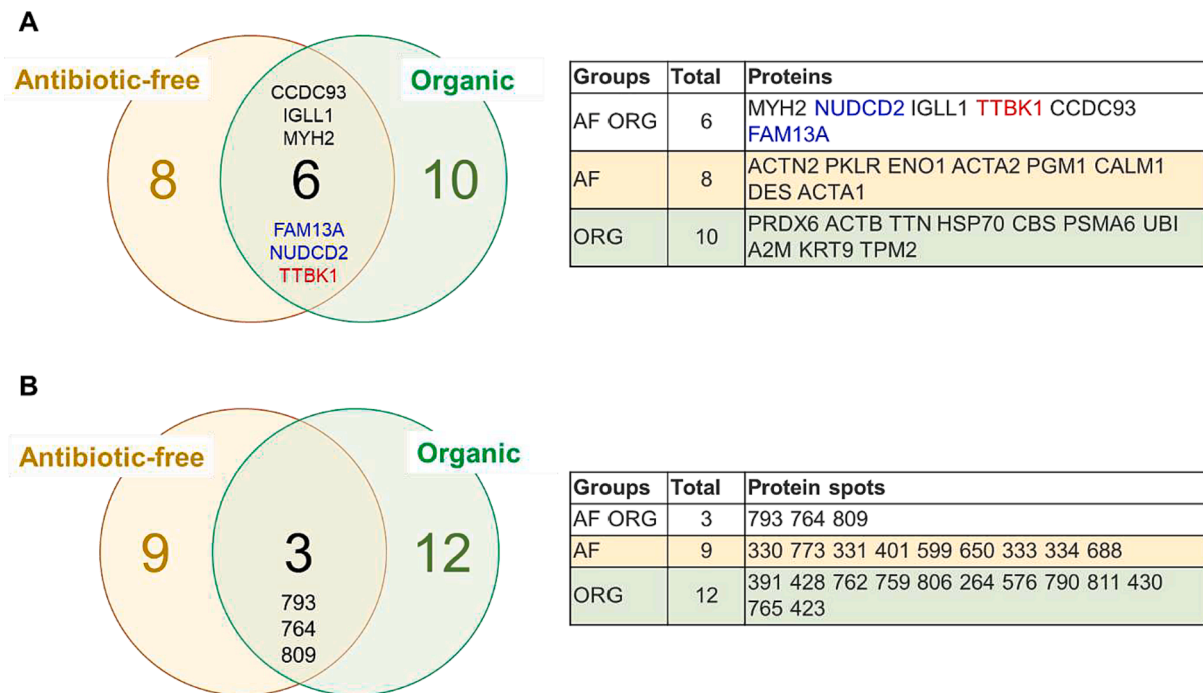 A
Antibiotic-free
Organic
CCDC93
IGLL1
MYH2
8
6
10
FAM13A
NUDCD2
TTBK1
Groups Total Proteins
AF ORG 6 MYH2 NUDCD2 IGLL1 TTBK1 CCDC93
FAM13A
AF 8 ACTN2 PKLR ENO1 ACTA2 PGM1 CALM1
DES ACTA1
ORG 10 PRDX6 ACTB TTN HSP70 CBS PSMA6 UBI
A2M KRT9 TPM2
B
Antibiotic-free
Organic
9
3
12
793
764
809
Groups Total Protein spots
AF ORG 3 793 764 809
AF 9 330 773 331 401 599 650 333 334 688
ORG 12 391 428 762 759 806 264 576 790 811 430
765 423